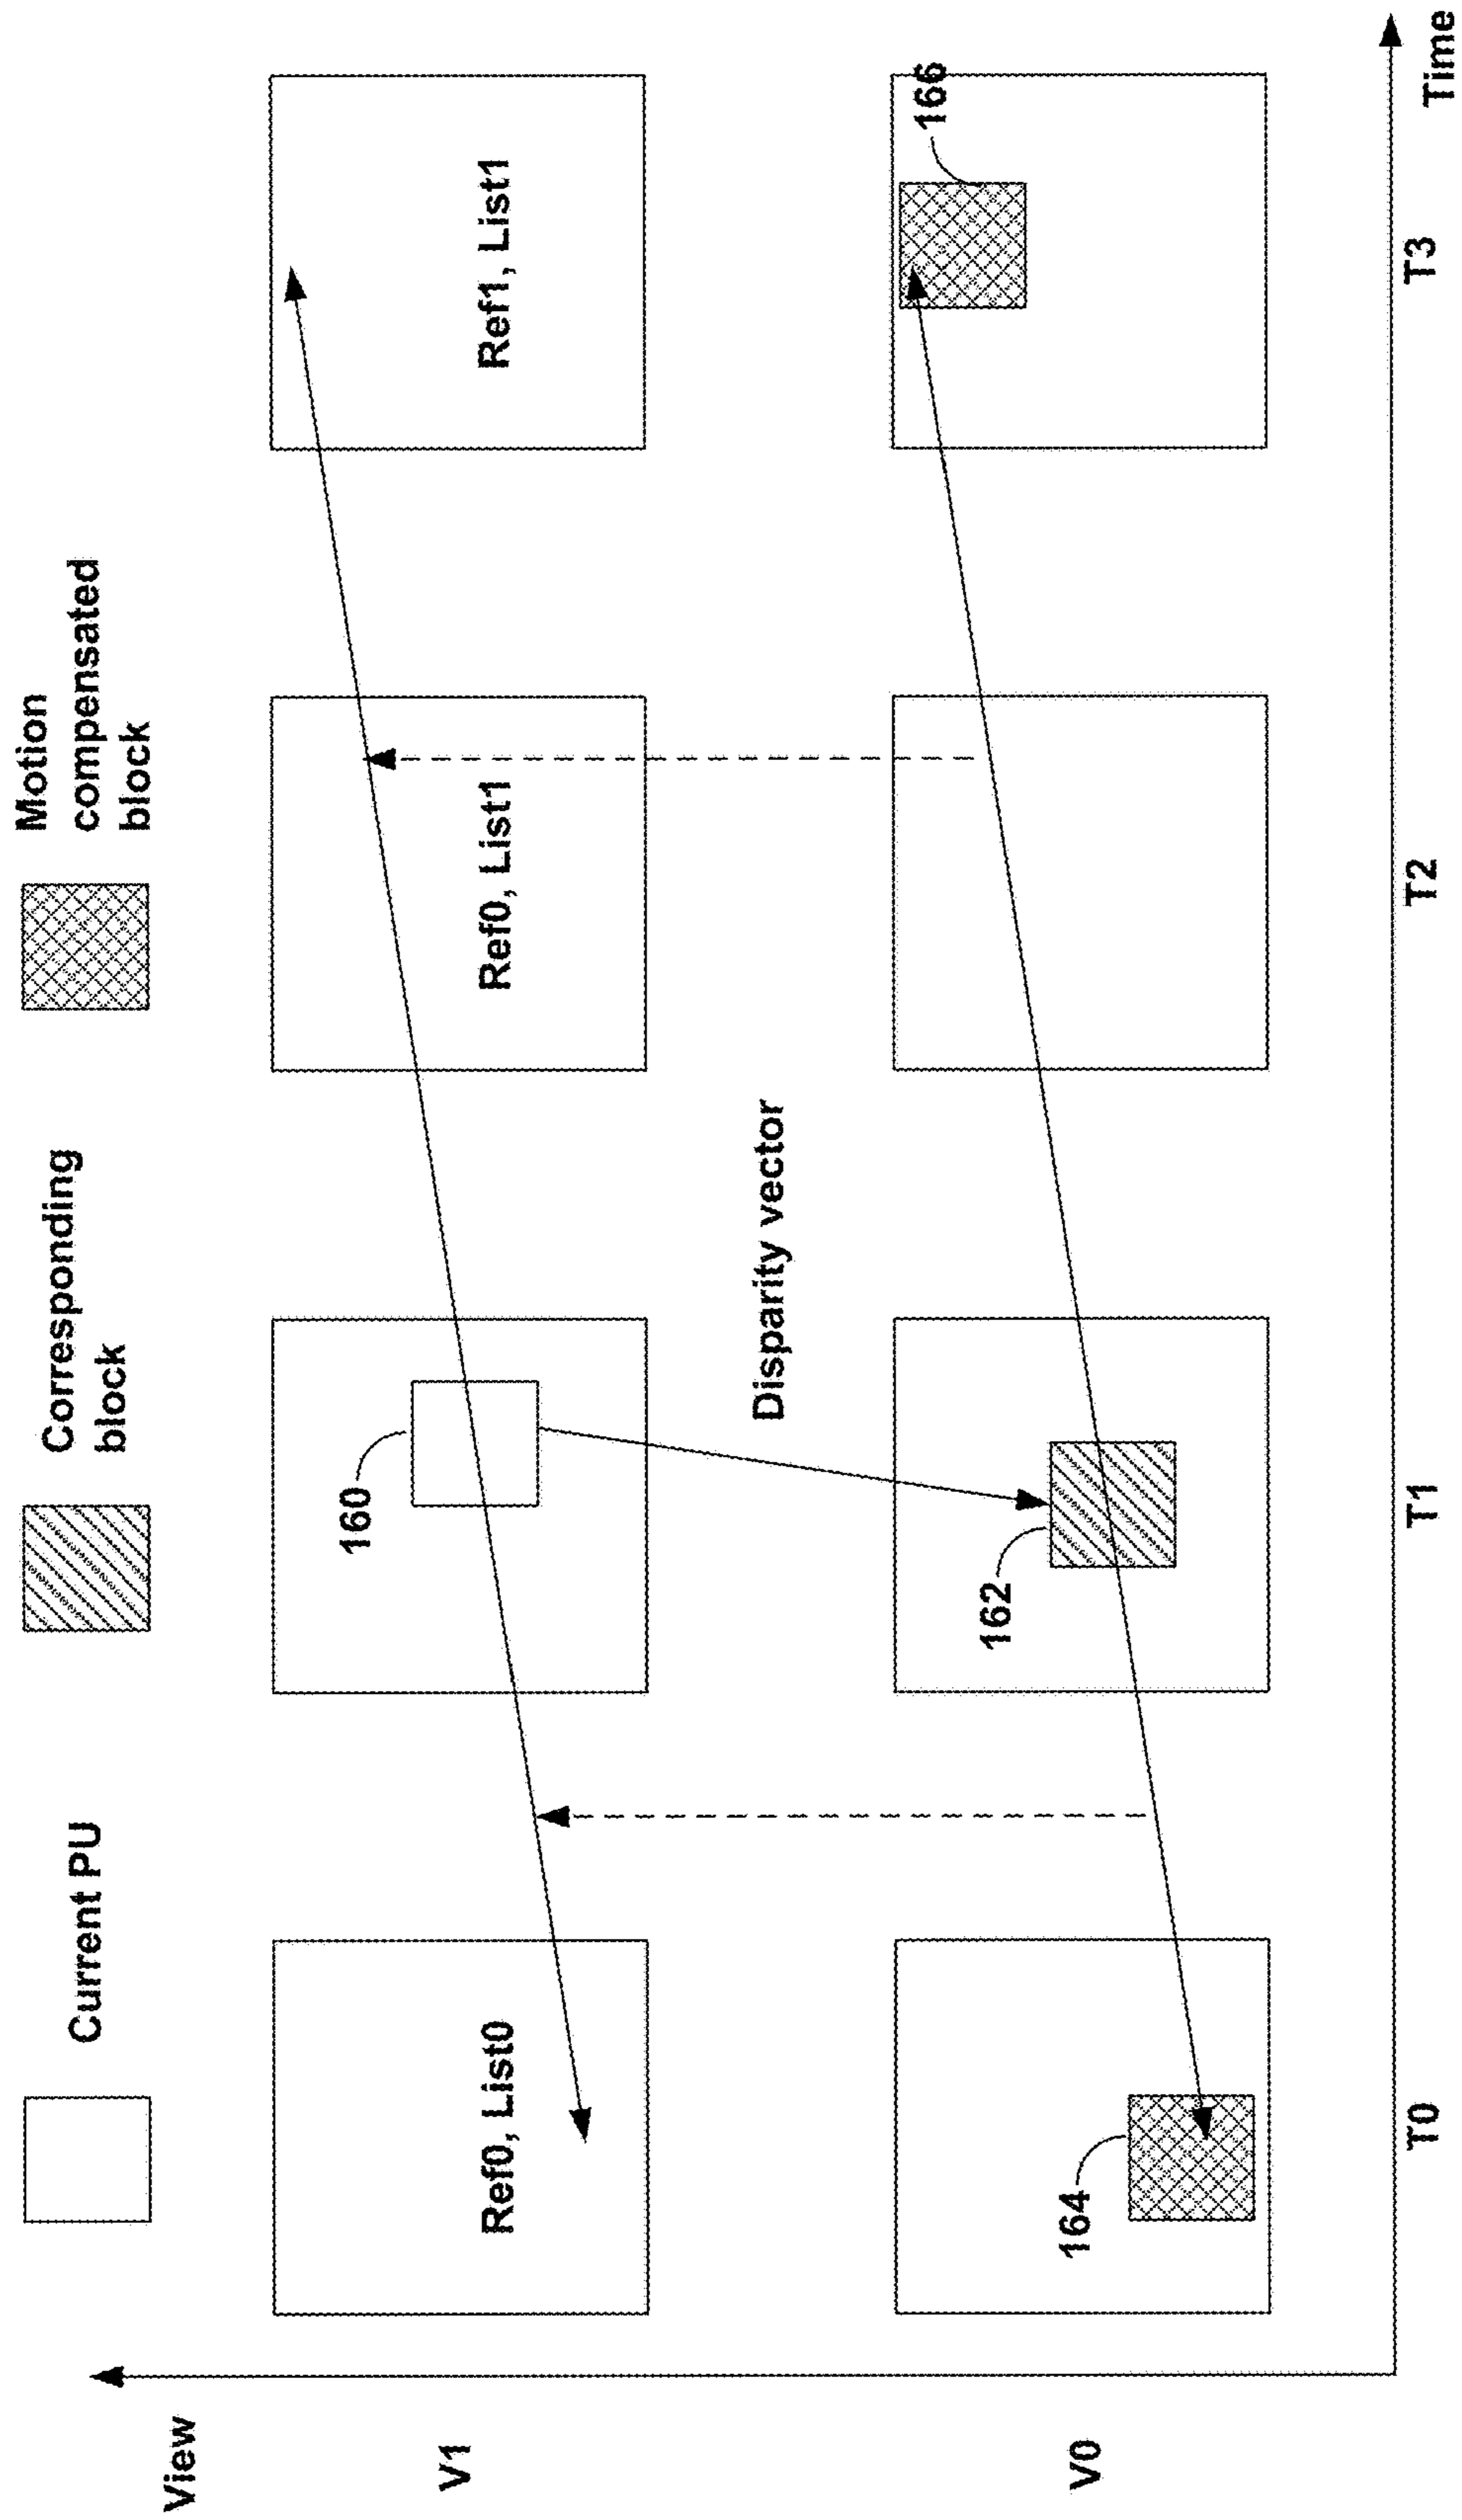 Current PU
Corresponding
block
Motion
compensated
block
View
V1
Ref0, List0
160
Ref0, List1
Ref1, List1
Disparity vector
V0
164
162
166
T0
T1
T2
T3
Time